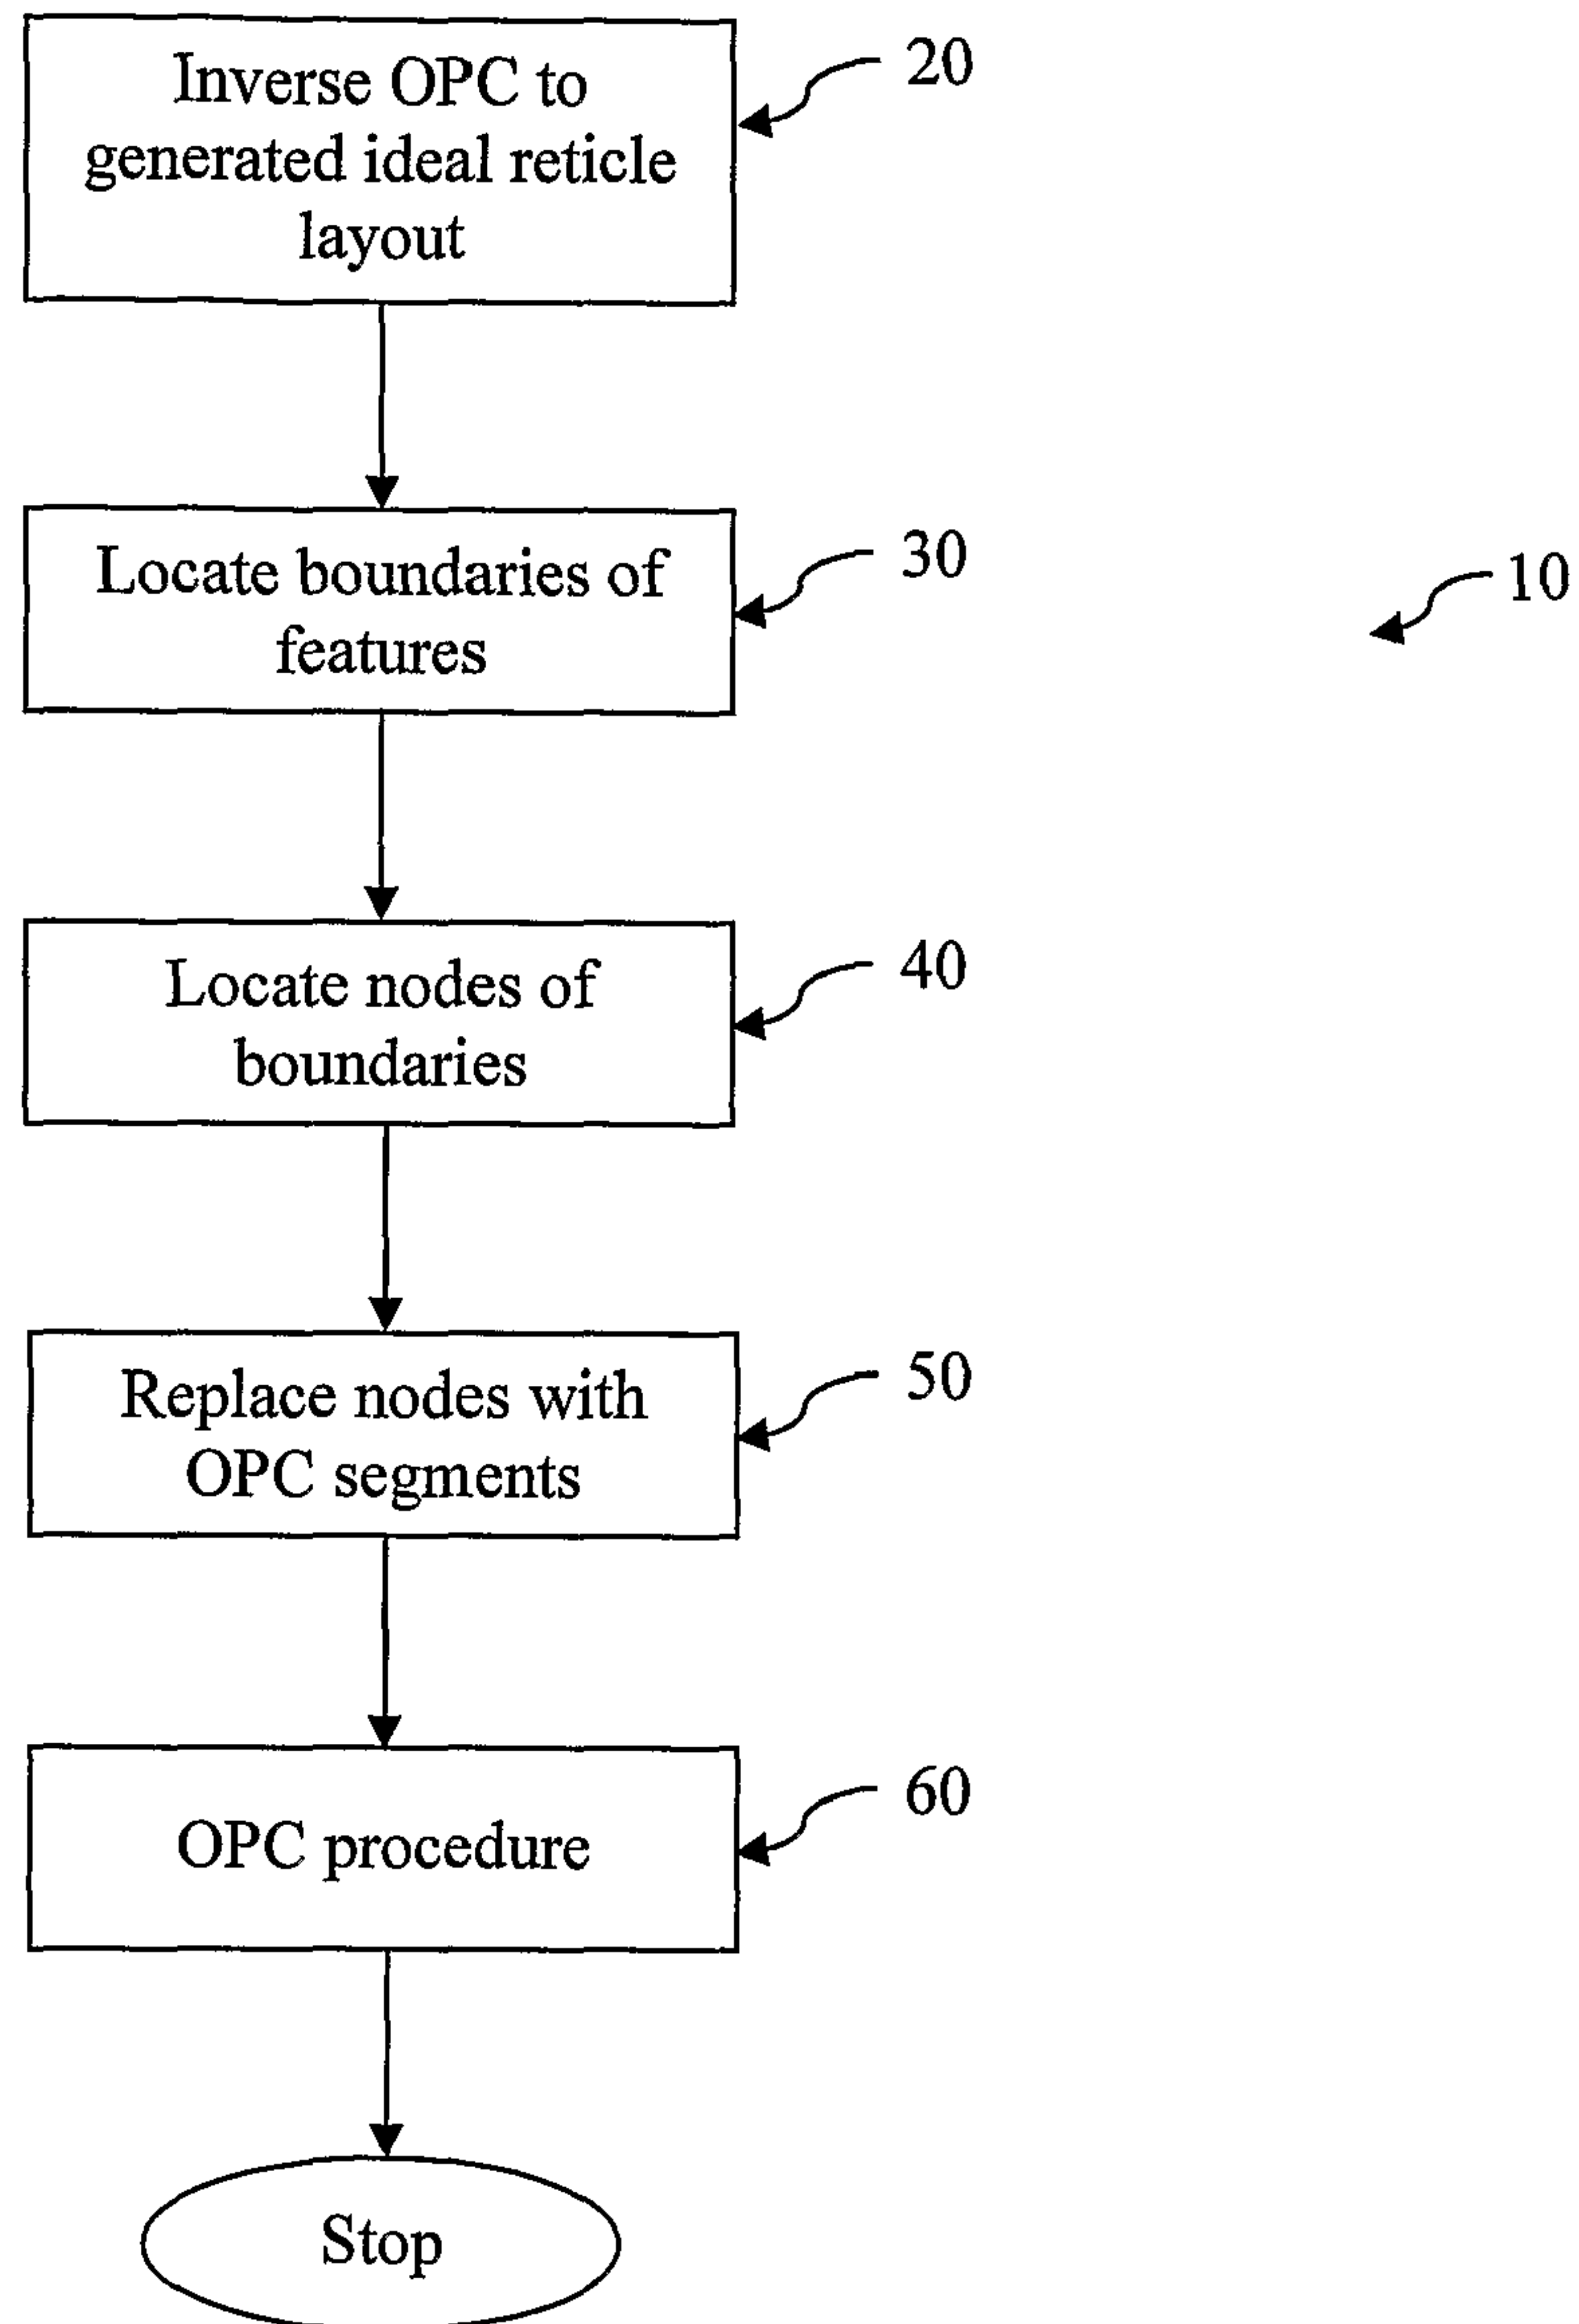 Inverse OPC to
generated ideal reticle
layout
20
Locate boundaries of
features
30
10
Locate nodes of
boundaries
40
Replace nodes with
OPC segments
50
OPC procedure
60
Stop